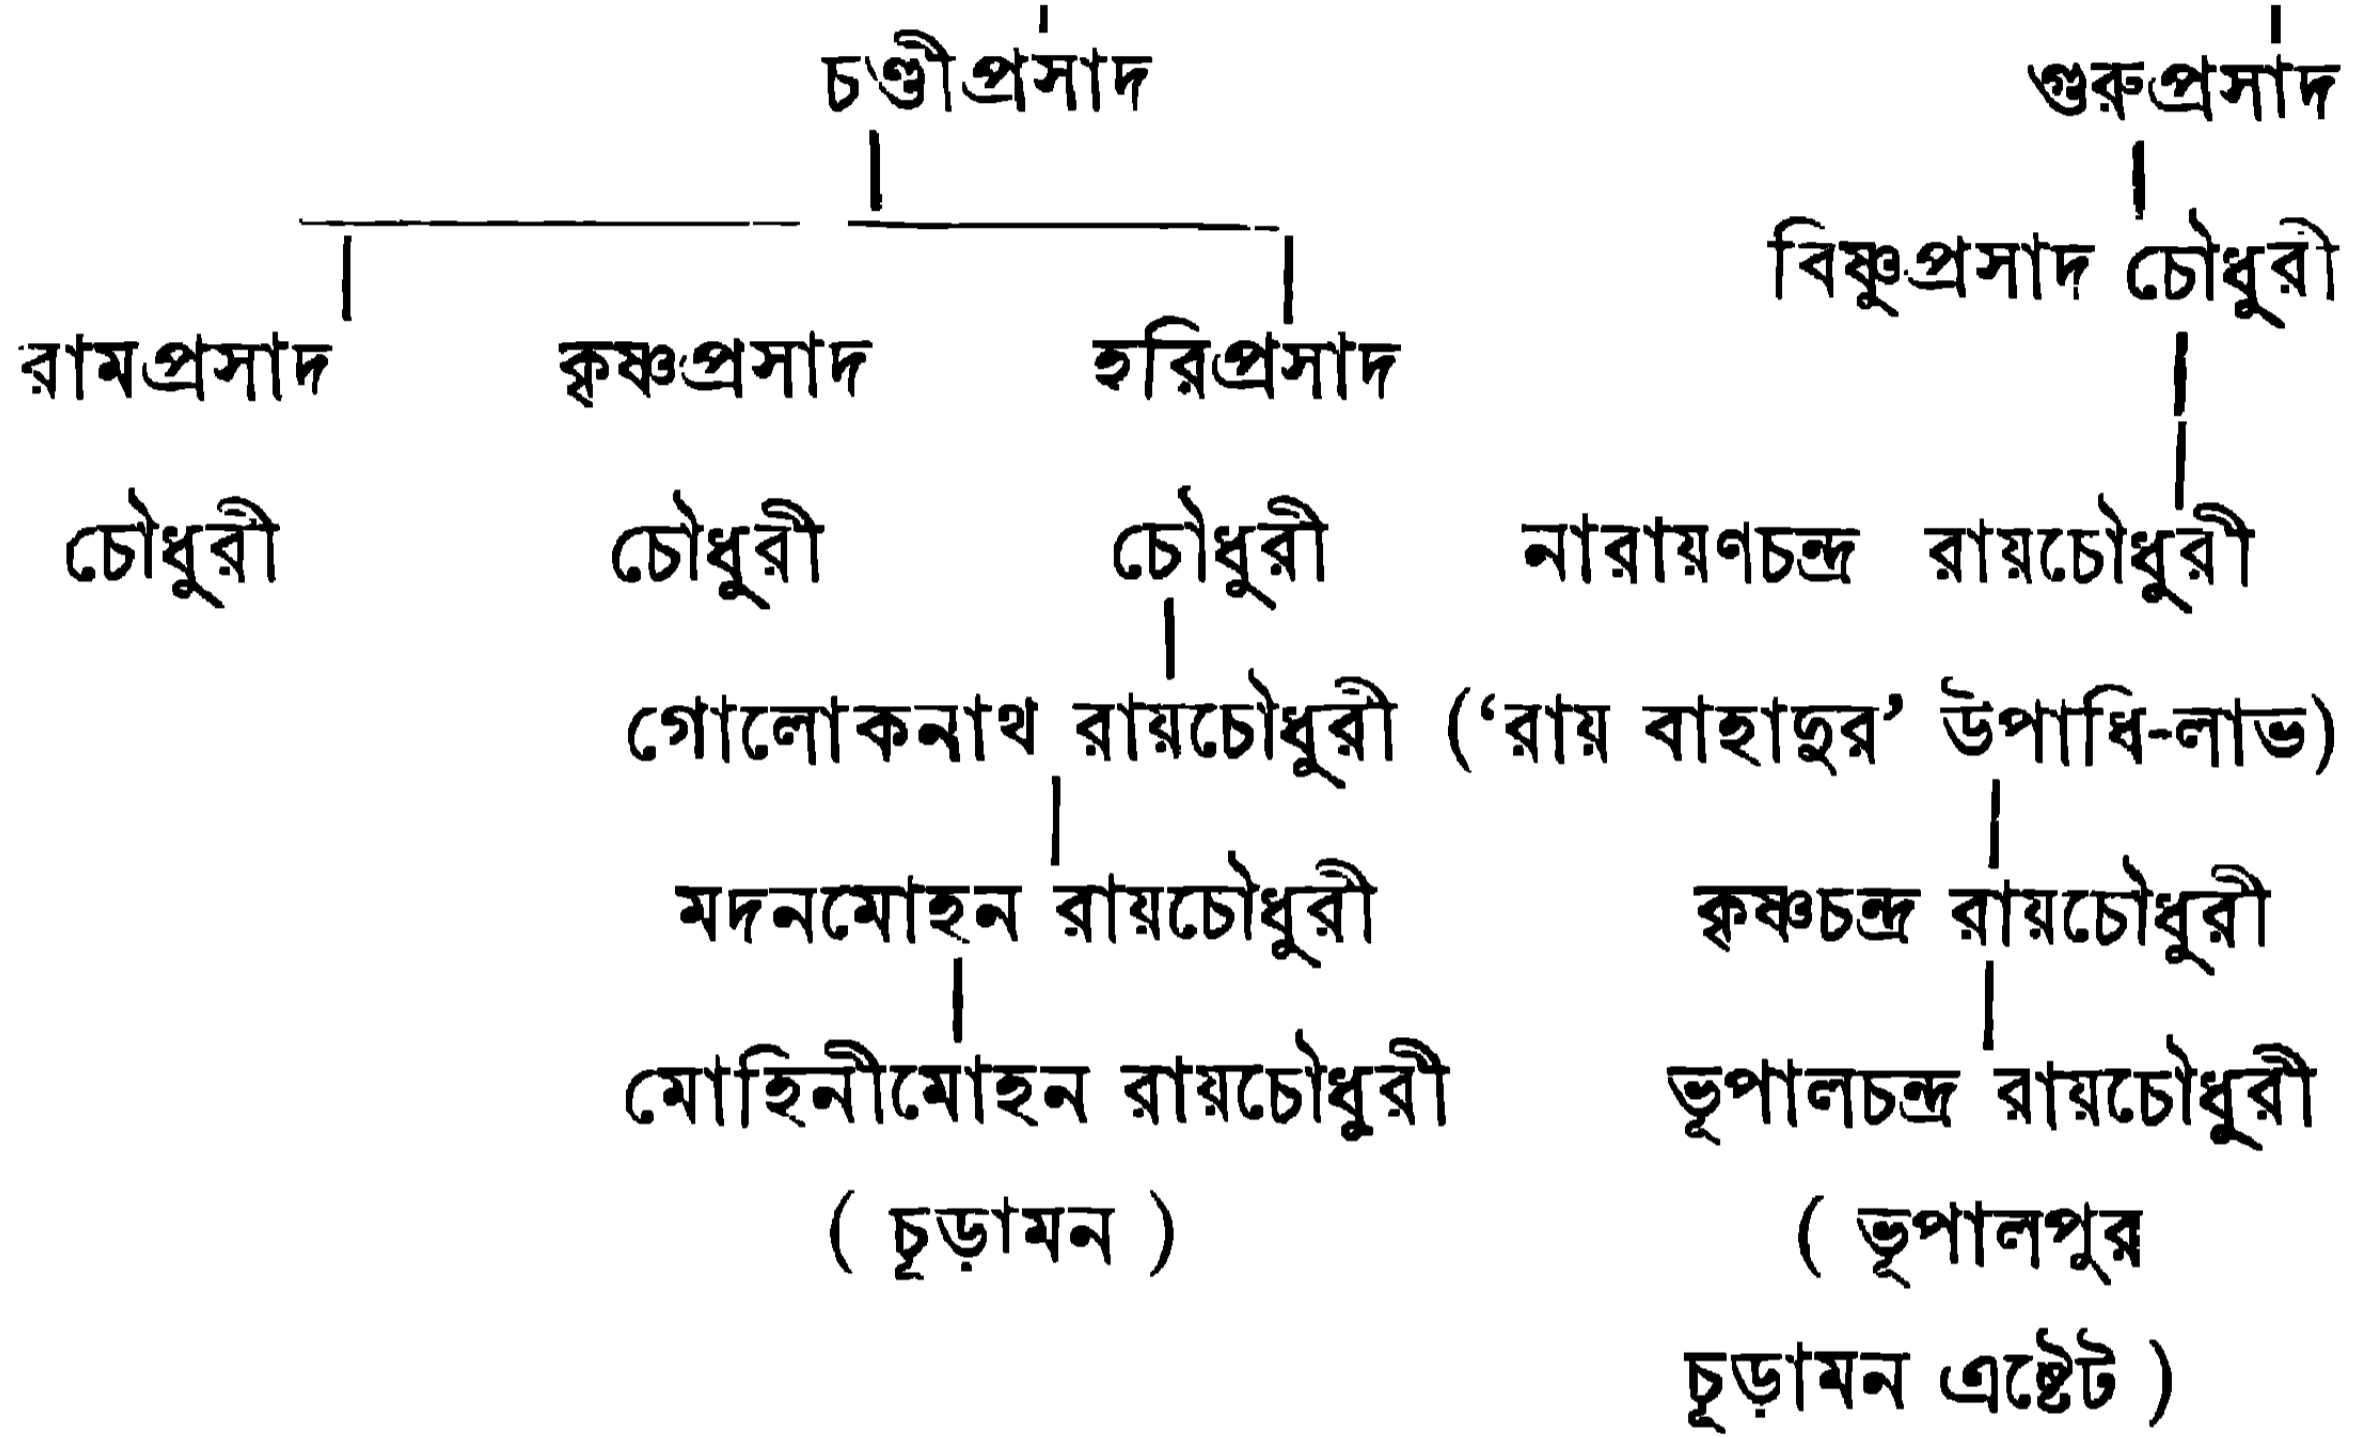 চণ্ডীপ্রসাদ গুরুপ্রসাদ
বিষ্ণুপ্রসাদ চৌধুরী
রামপ্রসাদ কৃষ্ণপ্রসাদ হরিপ্রসাদ
চৌধুরী চৌধুরী চৌধুরী নারায়ণচন্দ্র রায়চৌধুরী
গোলোকনাথ রায়চৌধুরী (‘রায় বাহাদুর’ উপাধি-লাভ)
মদনমোহন রায়চৌধুরী কৃষ্ণচন্দ্র রায়চৌধুরী
মোহিনীমোহন রায়চৌধুরী ভূপালচন্দ্র রায়চৌধুরী
( চূড়ামন ) ( ভূপালপুর
চূড়ামন এষ্টেট )